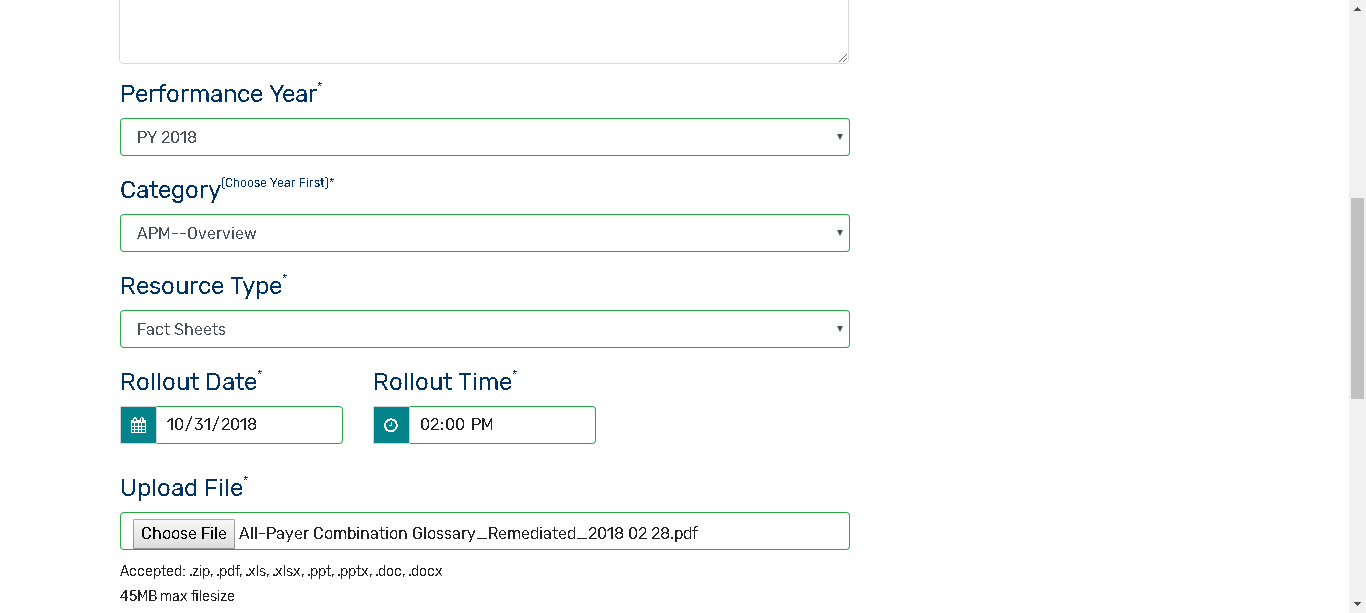 Performance Year*
PY 2018
Category(Choose Year First)*
APM--Overview
Resource Type*
Fact Sheets
Rollout Date* Rollout Time*
10/31/2018 02:00 PM
Upload File*
Choose File All-Payer Combination Glossary_Remediated_2018 02 28.pdf
Accepted: .zip, .pdf, .xls, .xlsx, .ppt, .pptx, .doc, .docx
45MB max filesize